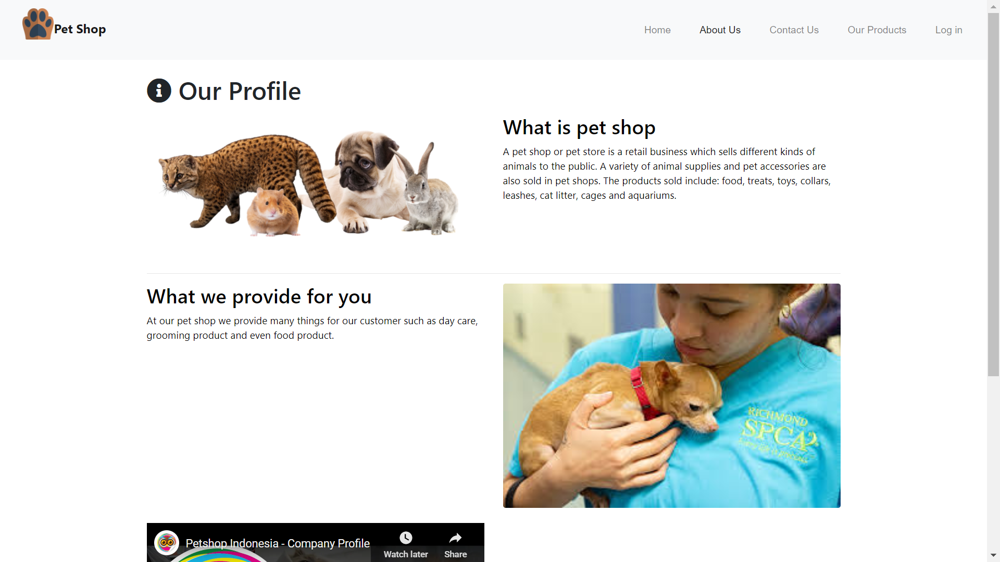 Pet Shop
Home
About Us
Contact Us
Our Products
Log in
Our Profile
What is pet shop
A pet shop or pet store is a retail business which sells different kinds of
animals to the public. A variety of animal supplies and pet accessories are
also sold in pet shops. The products sold include: food, treats, toys, collars,
leashes, cat litter, cages and aquariums.
What we provide for you
At our pet shop we provide many things for our customer such as day care,
grooming product and even food product.
RICHMOND
SPCA
Petshop Indonesia - Company Profile
Watch later
Share